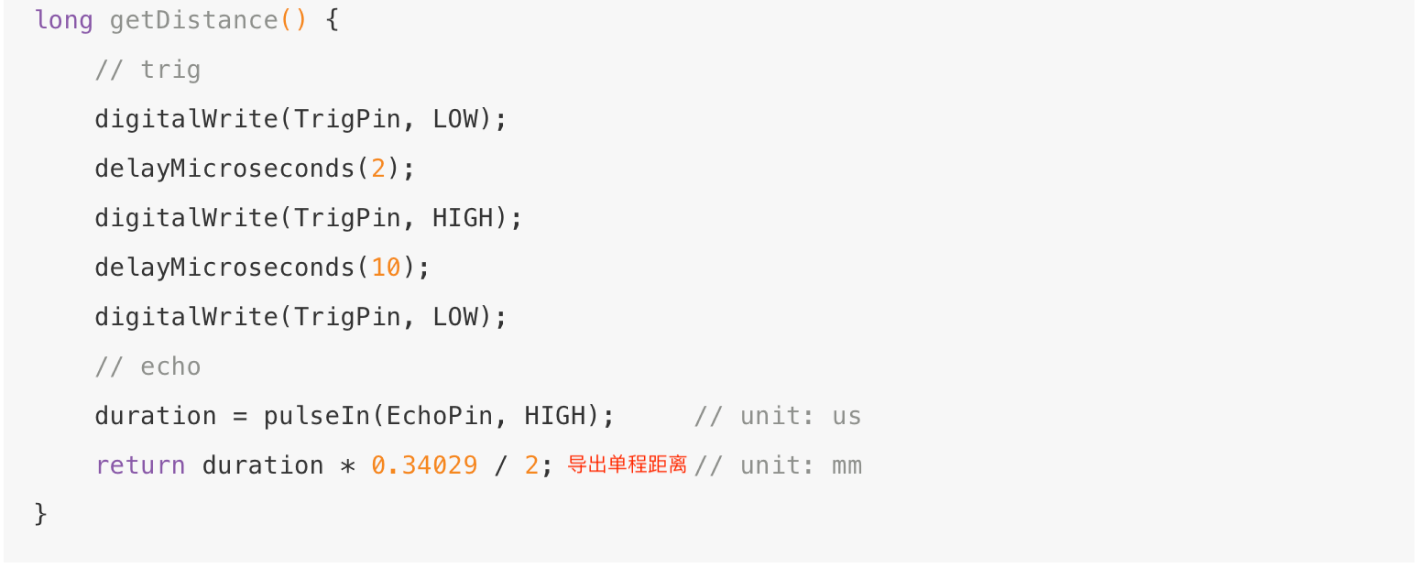 long getDistance() {
// trig
digitalWrite(TrigPin, LOW);
delayMicroseconds(2);
digitalWrite(TrigPin, HIGH);
delayMicroseconds(10);
digitalWrite(TrigPin, LOW);
// echo
duration = pulseIn(EchoPin, HIGH); // unit: us
return duration * 0.34029 / 2; 导出单程距离 // unit: mm
}